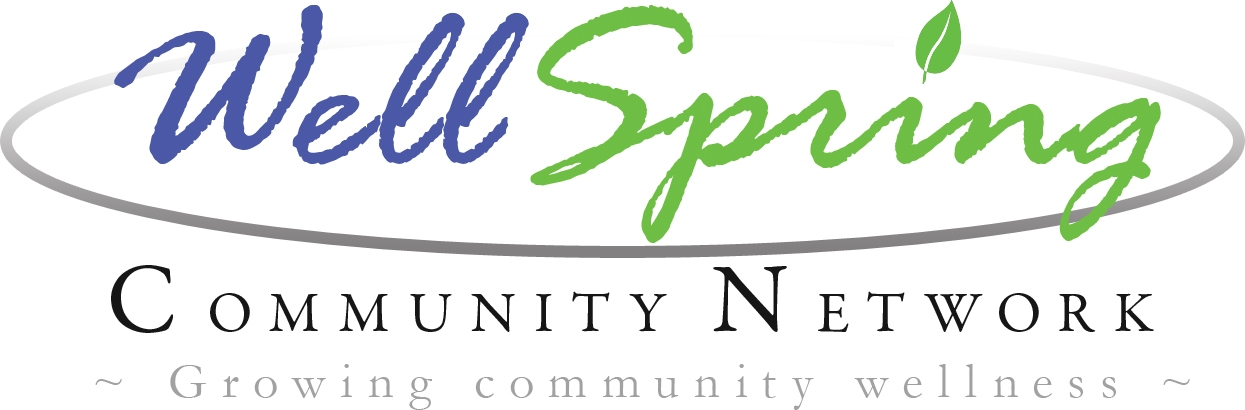 WellSpring
Community Network
~ Growing community wellness ~